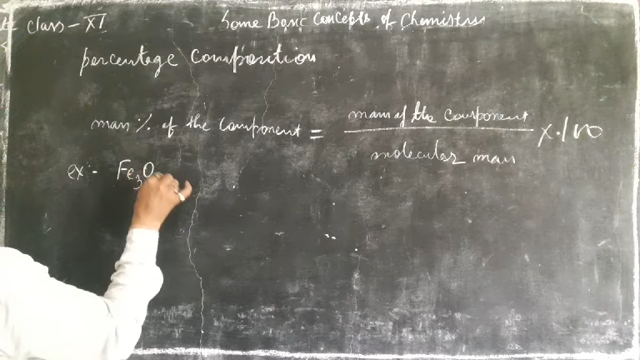 class - XI
Some Basic Concepts of Chemistry
percentage Composition
mass % of the component = mass of the component / molecular mass × 100
ex:- Fe3O